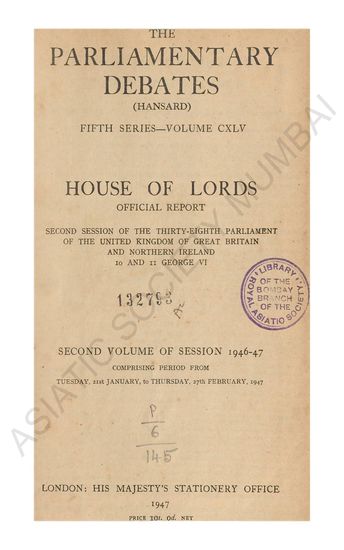 THE
PARLIAMENTARY
DEBATES
(HANSARD)
FIFTH SERIES—VOLUME CXLV
HOUSE OF LORDS
OFFICIAL REPORT
SECOND SESSION OF THE THIRTY-EIGHTH PARLIAMENT
OF THE UNITED KINGDOM OF GREAT BRITAIN
AND NORTHERN IRELAND
10 AND 11 GEORGE VI
LIBRARY
OF THE
BOMBAY
BRANCH
OF THE
ROYAL ASIATIC SOCIETY
SECOND VOLUME OF SESSION 1946-47
COMPRISING PERIOD FROM
TUESDAY, 21st JANUARY, to THURSDAY, 27th FEBRUARY, 1947
P
6
145
LONDON: HIS MAJESTY'S STATIONERY OFFICE
1947
ASIATIC SOCIETY MUMBAI